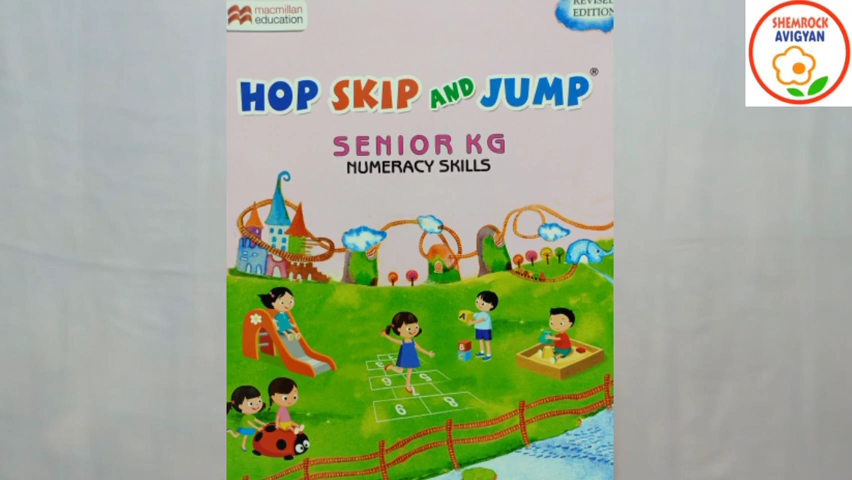 macmillan
education
REVISED
EDITION
SHEMROCK
AVIGYAN
HOP SKIP AND JUMP®
SENIOR KG
NUMERACY SKILLS